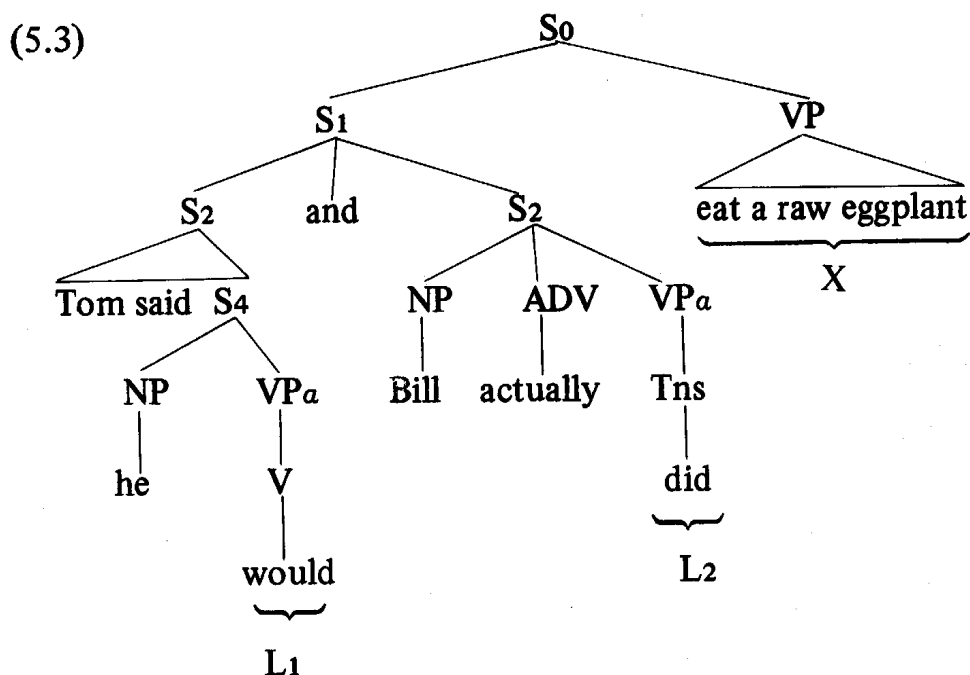 (5.3)
S0
S1 VP
S2 and S2 eat a raw eggplant
X
Tom said S4 NP ADV VPa
NP VPa Bill actually Tns
he V did
would L2
L1